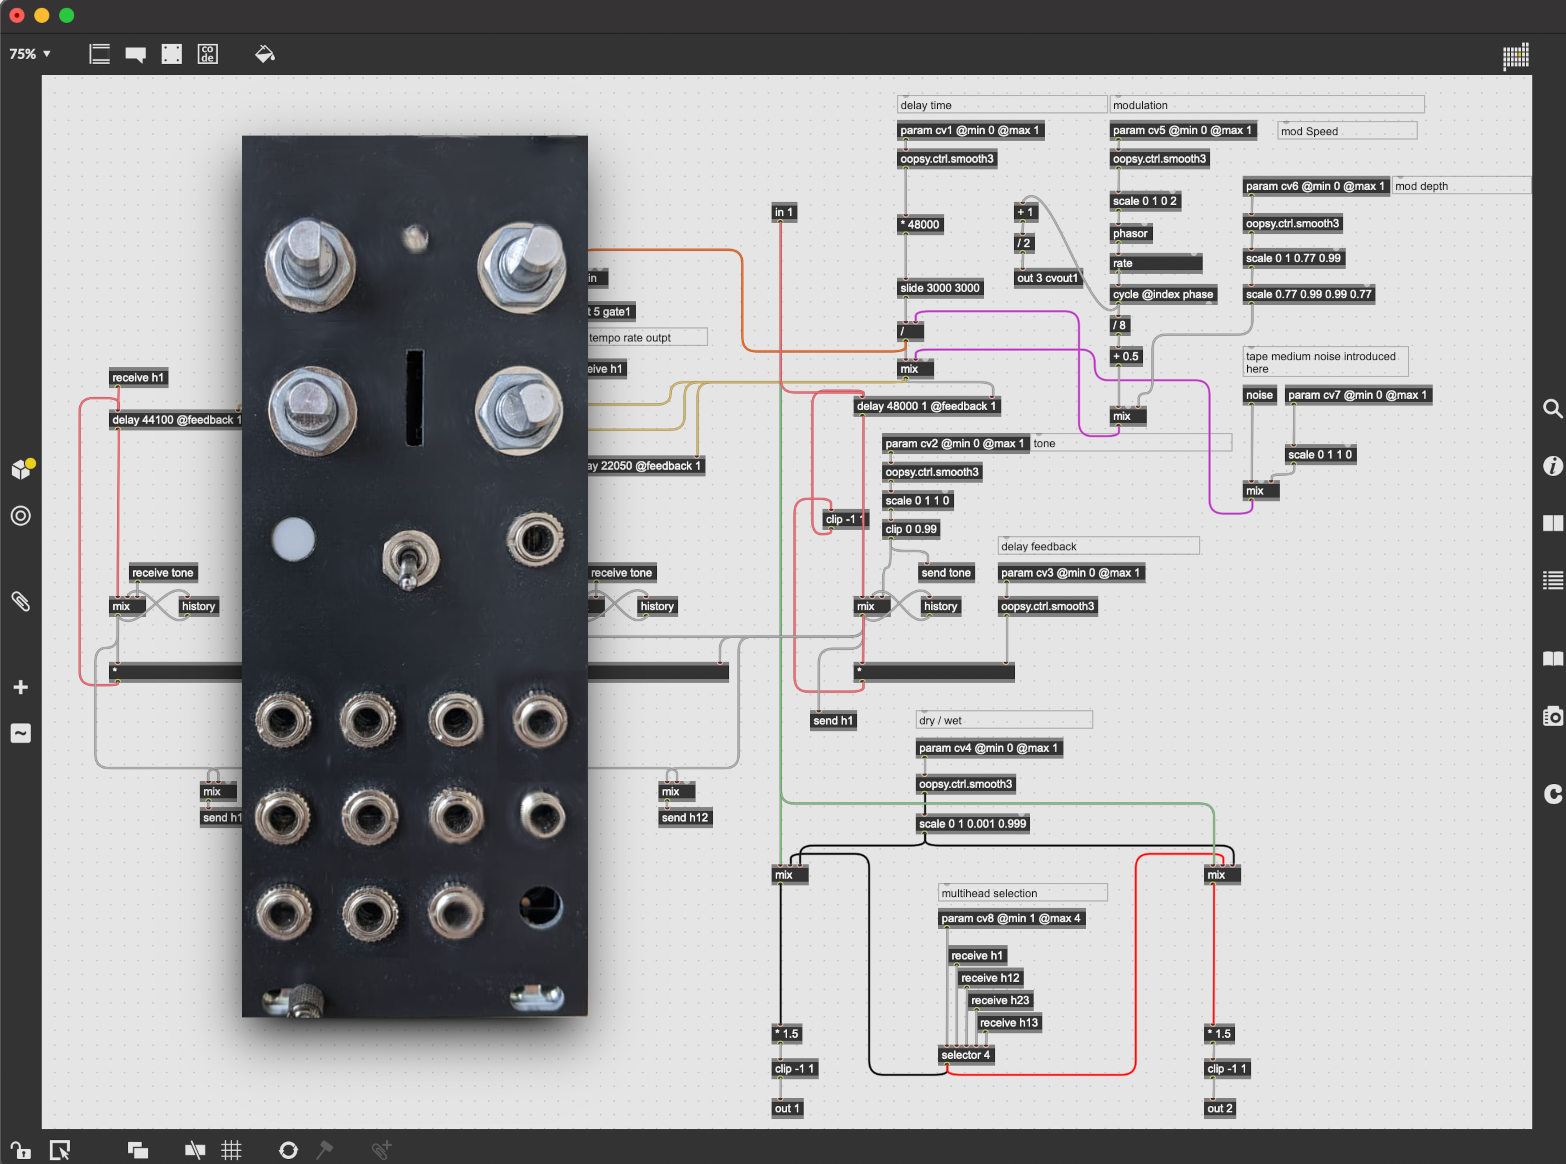 75%
co
de
delay time
modulation
param cv1 @min 0 @max 1
param cv5 @min 0 @max 1
mod Speed
oopsy.ctrl.smooth3
oopsy.ctrl.smooth3
param cv6 @min 0 @max 1
mod depth
scale 0 1 0 2
in 1
+ 1
* 48000
oopsy.ctrl.smooth3
phasor
/ 2
scale 0 1 0.77 0.99
rate
in
out 3 cvout1
slide 3000 3000
cycle @index phase
scale 0.77 0.99 0.99 0.77
t 5 gate1
/
/ 8
tempo rate outpt
+ 0.5
tape medium noise introduced
here
eive h1
mix
receive h1
noise
param cv7 @min 0 @max 1
delay 44100 @feedback 1
delay 48000 1 @feedback 1
mix
param cv2 @min 0 @max 1
tone
scale 0 1 1 0
ay 22050 @feedback 1
oopsy.ctrl.smooth3
mix
scale 0 1 1 0
clip -1 1
clip 0 0.99
delay feedback
receive tone
receive tone
send tone
param cv3 @min 0 @max 1
mix
history
history
mix
history
oopsy.ctrl.smooth3
*
*
send h1
dry / wet
param cv4 @min 0 @max 1
oopsy.ctrl.smooth3
mix
mix
send h1
send h12
scale 0 1 0.001 0.999
mix
mix
multihead selection
param cv8 @min 1 @max 4
receive h1
receive h12
receive h23
receive h13
* 1.5
* 1.5
selector 4
clip -1 1
clip -1 1
out 1
out 2